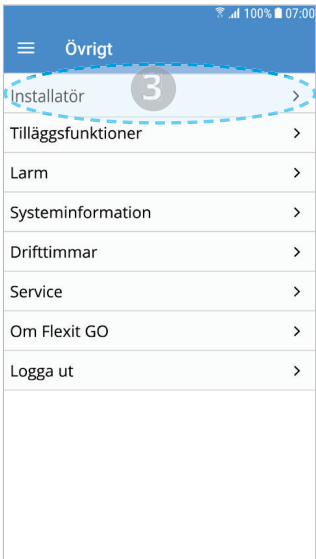 100% 07:00
Övrigt
Installatör
3
Tilläggsfunktioner
Larm
Systeminformation
Drifttimmar
Service
Om Flexit GO
Logga ut